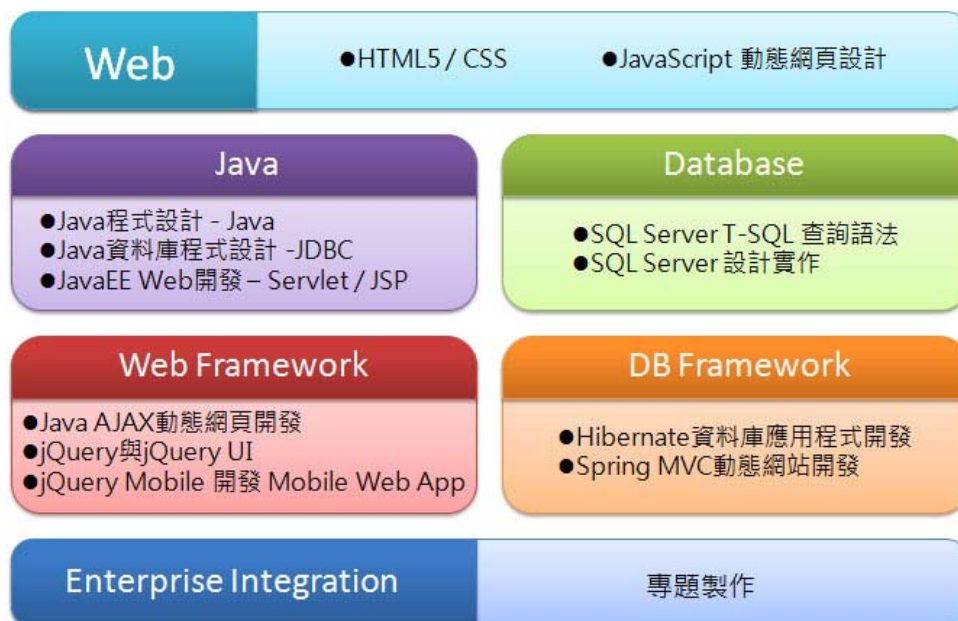 Web
●HTML5 / CSS ●JavaScript 動態網頁設計
Java
●Java程式設計 - Java
●Java資料庫程式設計 -JDBC
●JavaEE Web開發 – Servlet / JSP
Database
●SQL Server T-SQL 查詢語法
●SQL Server 設計實作
Web Framework
●Java AJAX動態網頁開發
●jQuery與jQuery UI
●jQuery Mobile 開發 Mobile Web App
DB Framework
●Hibernate資料庫應用程式開發
●Spring MVC動態網站開發
Enterprise Integration
專題製作